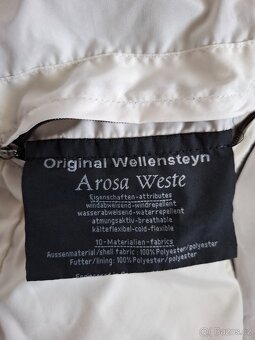 Original Wellensteyn
Arosa Weste
Eigenschaften-attributes
windabweisend-windrepellent
wasserabweisend-waterrepellent
atmungsaktiv-breathable
kälteflexibel-cold-flexible
10-Materialien-fabrics
Aussenmaterial/shell fabric : 100% Polyester/polyester
Futter/lining : 100% Polyester/polyester